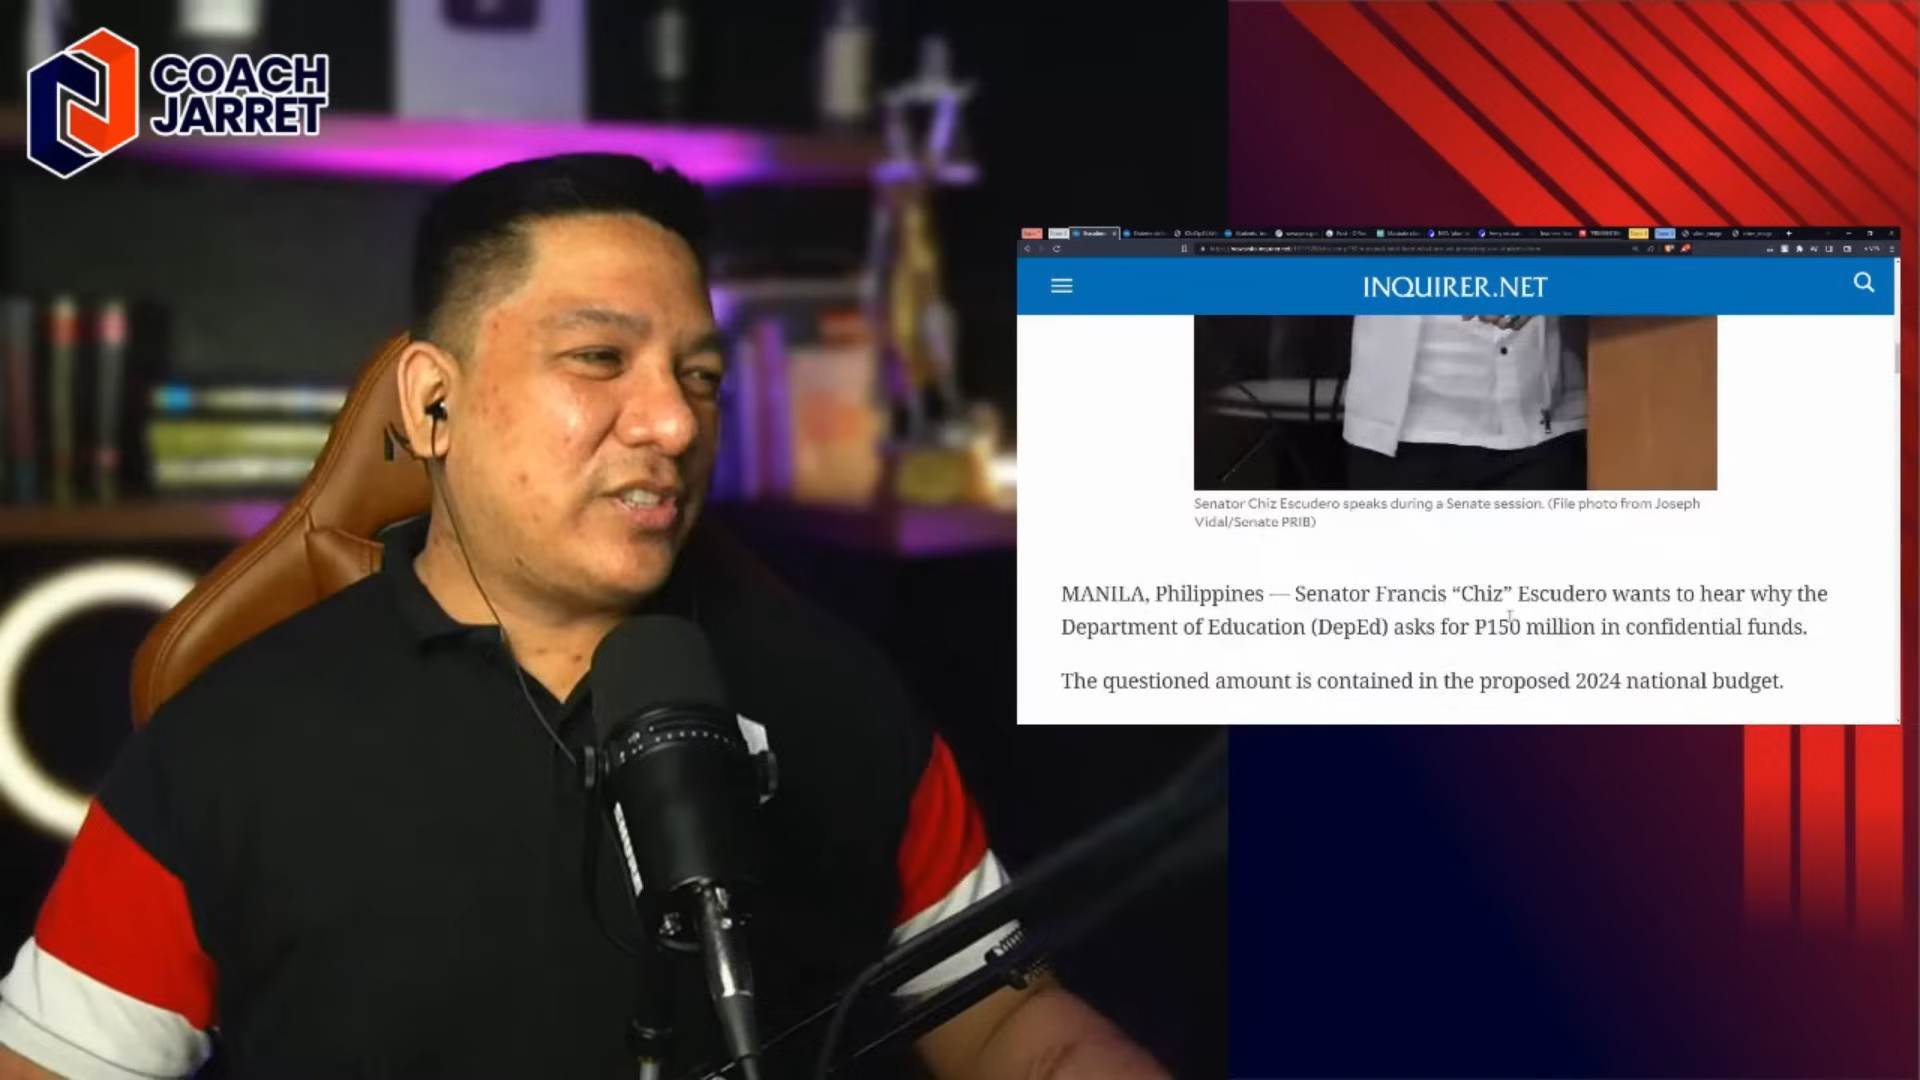 COACH
JARRET
INQUIRER.NET
Senator Chiz Escudero speaks during a Senate session. (File photo from Joseph
Vidal/Senate PRIB)
MANILA, Philippines — Senator Francis “Chiz” Escudero wants to hear why the
Department of Education (DepEd) asks for P150 million in confidential funds.
The questioned amount is contained in the proposed 2024 national budget.